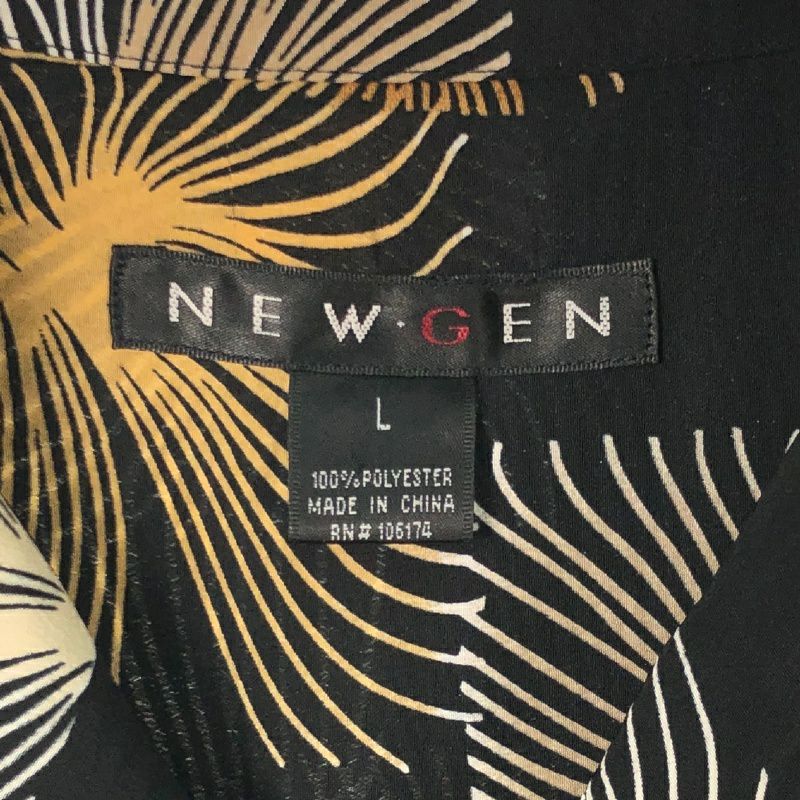 NEW·GEN
L
100% POLYESTER
MADE IN CHINA
RN# 106174